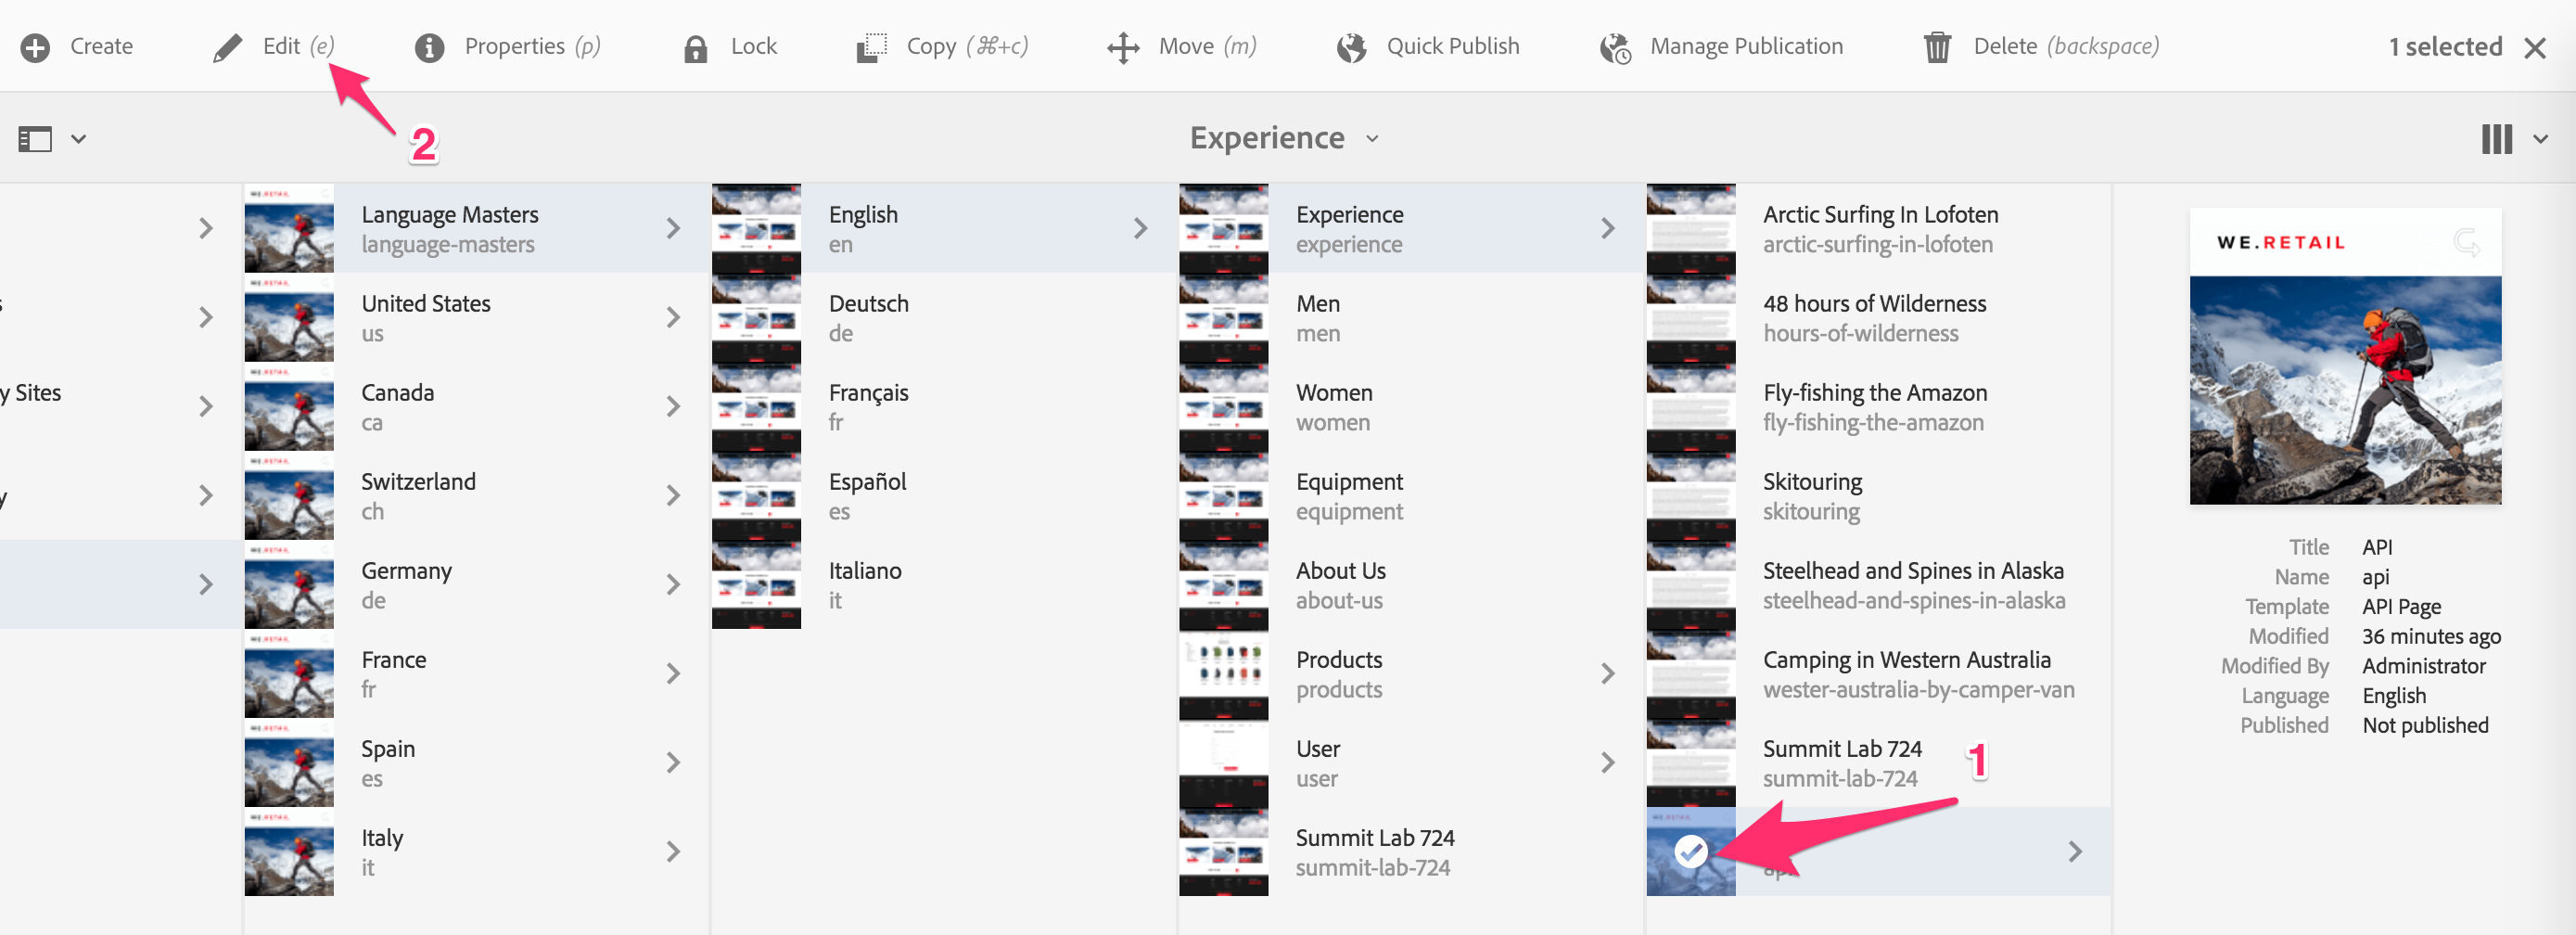 Create
Edit (e)
Properties (p)
Lock
Copy (⌘+c)
Move (m)
Quick Publish
Manage Publication
Delete (backspace)
1 selected
2
Experience
y Sites
y
Language Masters
language-masters
United States
us
Canada
ca
Switzerland
ch
Germany
de
France
fr
Spain
es
Italy
it
English
en
Deutsch
de
Français
fr
Español
es
Italiano
it
Experience
experience
Men
men
Women
women
Equipment
equipment
About Us
about-us
Products
products
User
user
Summit Lab 724
summit-lab-724
Arctic Surfing In Lofoten
arctic-surfing-in-lofoten
48 hours of Wilderness
hours-of-wilderness
Fly-fishing the Amazon
fly-fishing-the-amazon
Skitouring
skitouring
Steelhead and Spines in Alaska
steelhead-and-spines-in-alaska
Camping in Western Australia
wester-australia-by-camper-van
Summit Lab 724
summit-lab-724
1
api
WE.RETAIL
Title API
Name api
Template API Page
Modified 36 minutes ago
Modified By Administrator
Language English
Published Not published